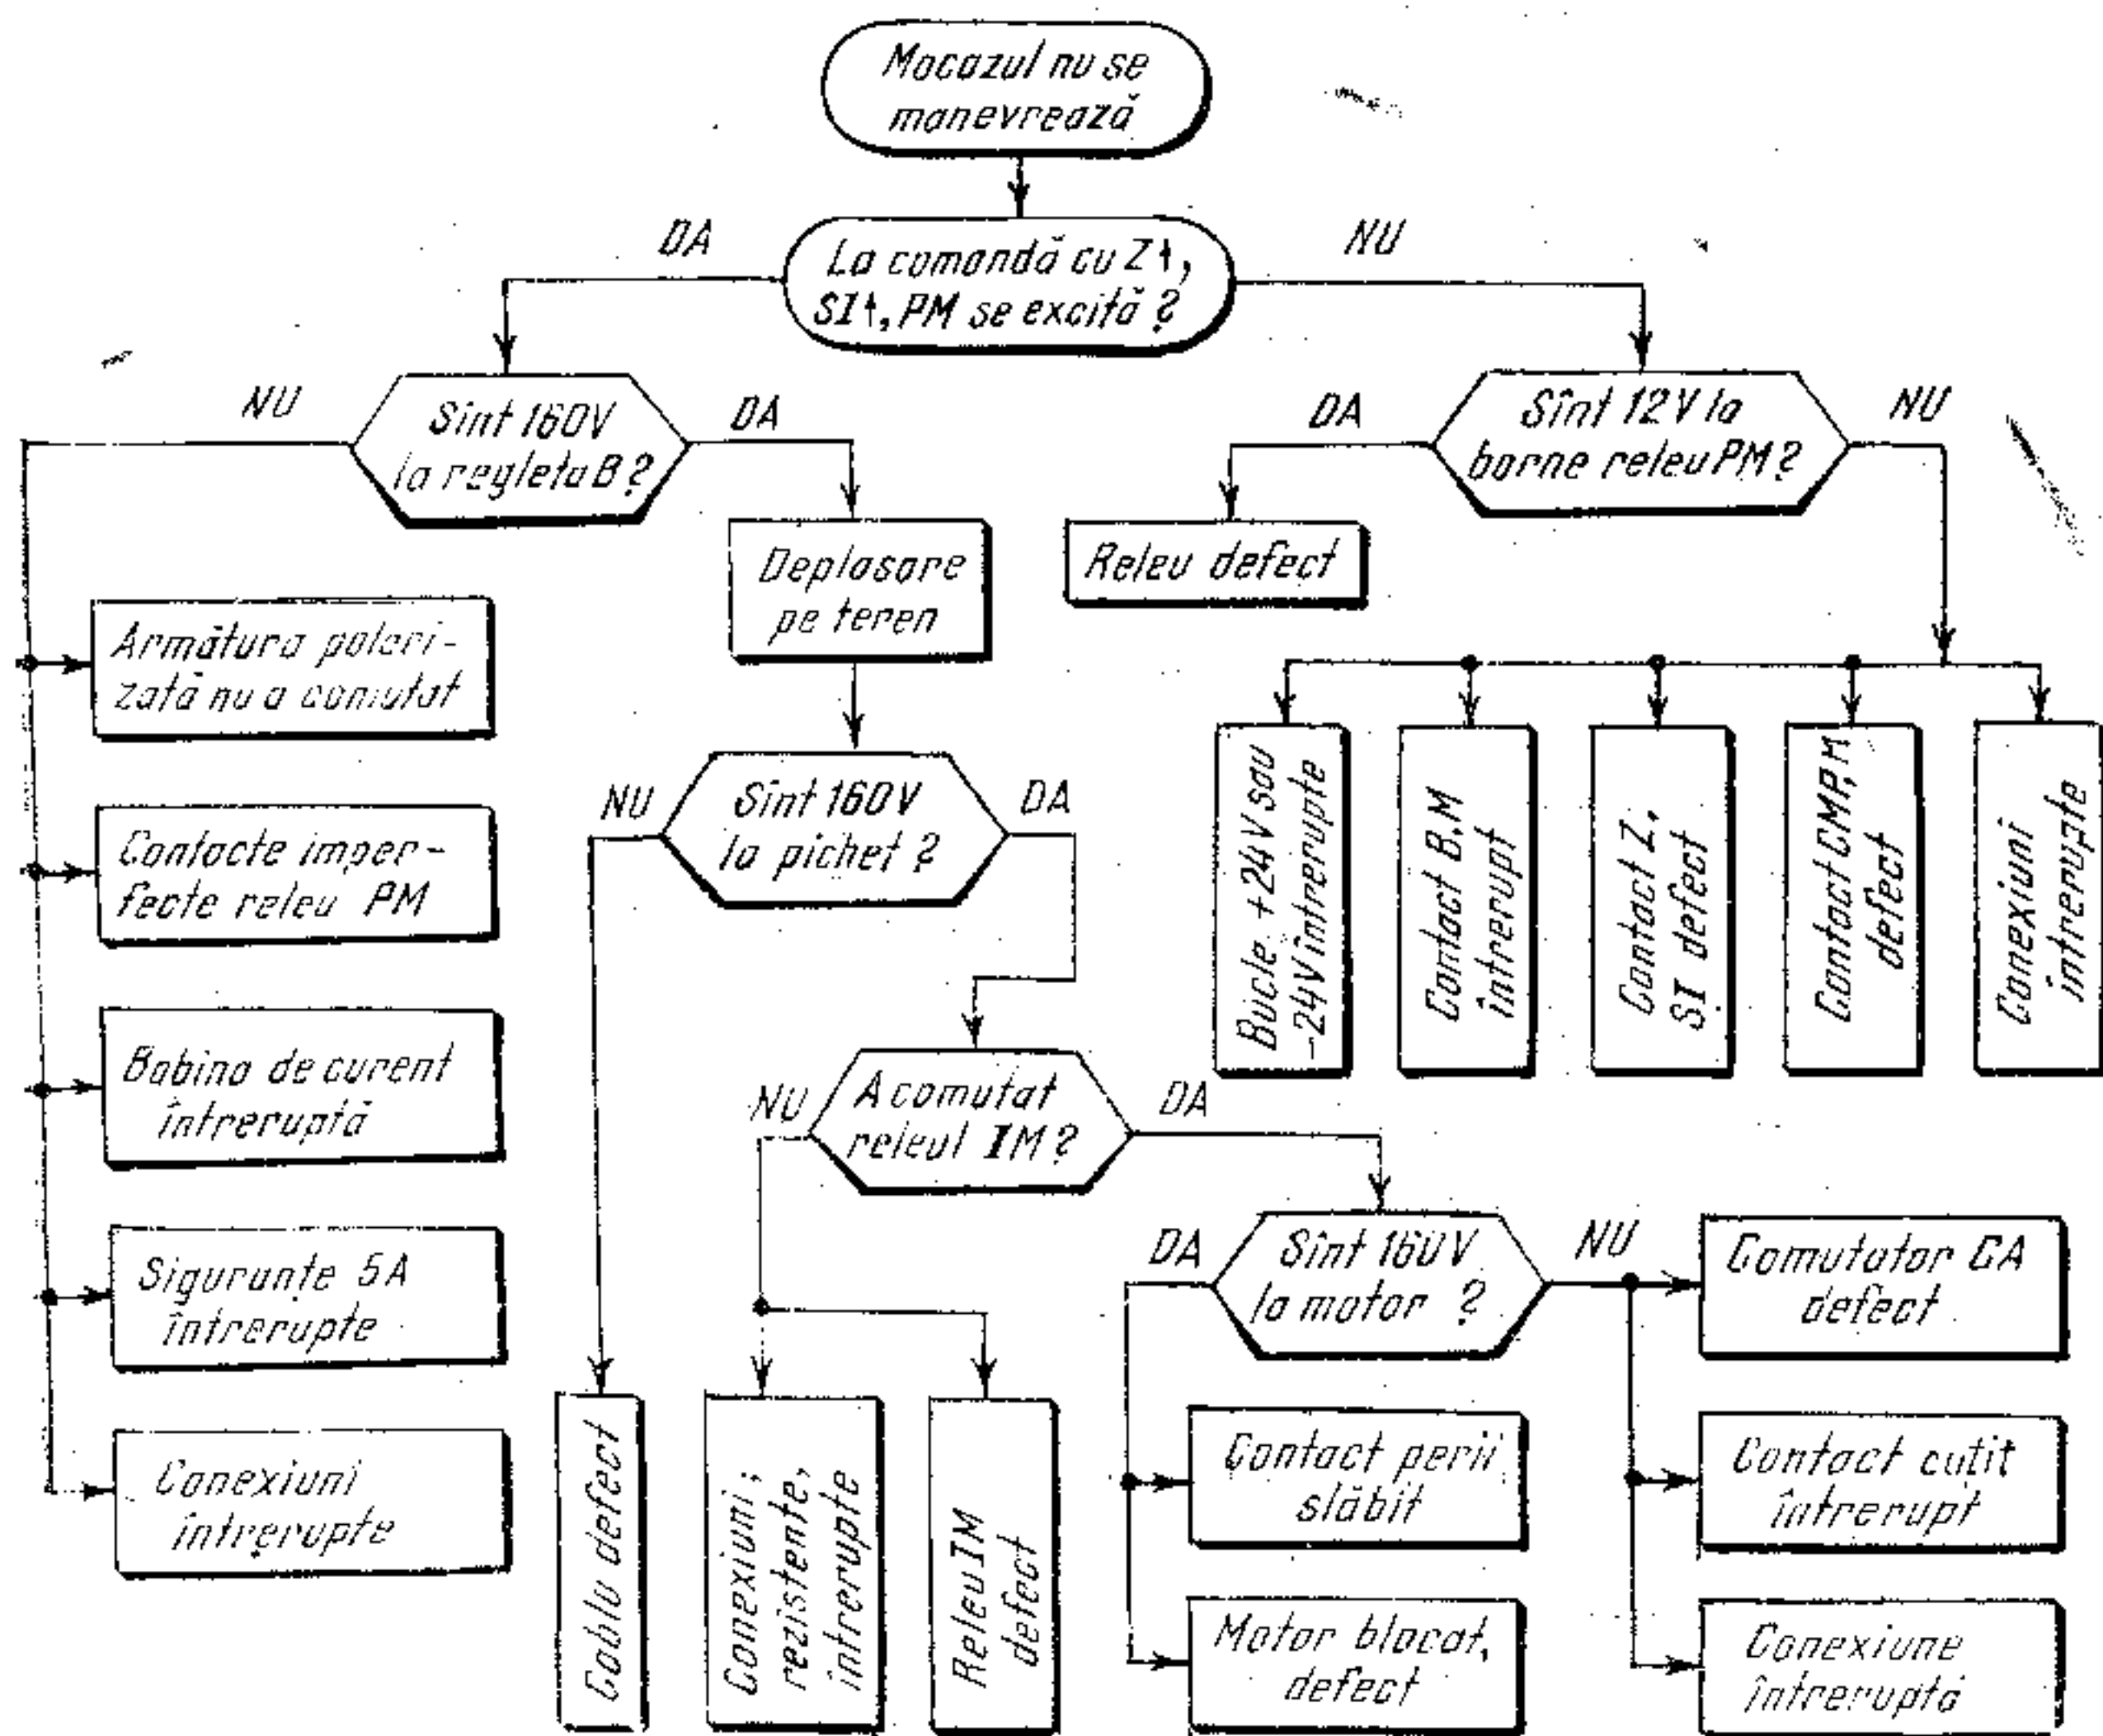 Macazul nu se
manevrează
La comandă cu Z↑,
SI↑, PM se excită ?
DA
NU
Sînt 160V
la regleta B ?
NU
DA
Sînt 12V la
borne releu PM ?
DA
NU
Deplasare
pe teren
Releu defect
Armătura polari-
zată nu a comutat
Contacte imper-
fecte releu PM
Bobina de curent
întreruptă
Siguranțe 5A
întrerupte
Conexiuni
întrerupte
Sînt 160V
la pichet ?
NU
DA
Bucle +24V sau
-24V întrerupte
Contact B,M
întrerupt
Contact Z,
SI defect
Contact CMP,M
defect
Conexiuni
întrerupte
A comutat
releul IM ?
NU
DA
Sînt 160V
la motor ?
DA
NU
Cablu defect
Conexiuni,
rezistente,
întrerupte
Releu IM
defect
Contact perii
slăbit
Motor blocat,
defect
Comutator CA
defect
Contact cuțit
întrerupt
Conexiune
întreruptă